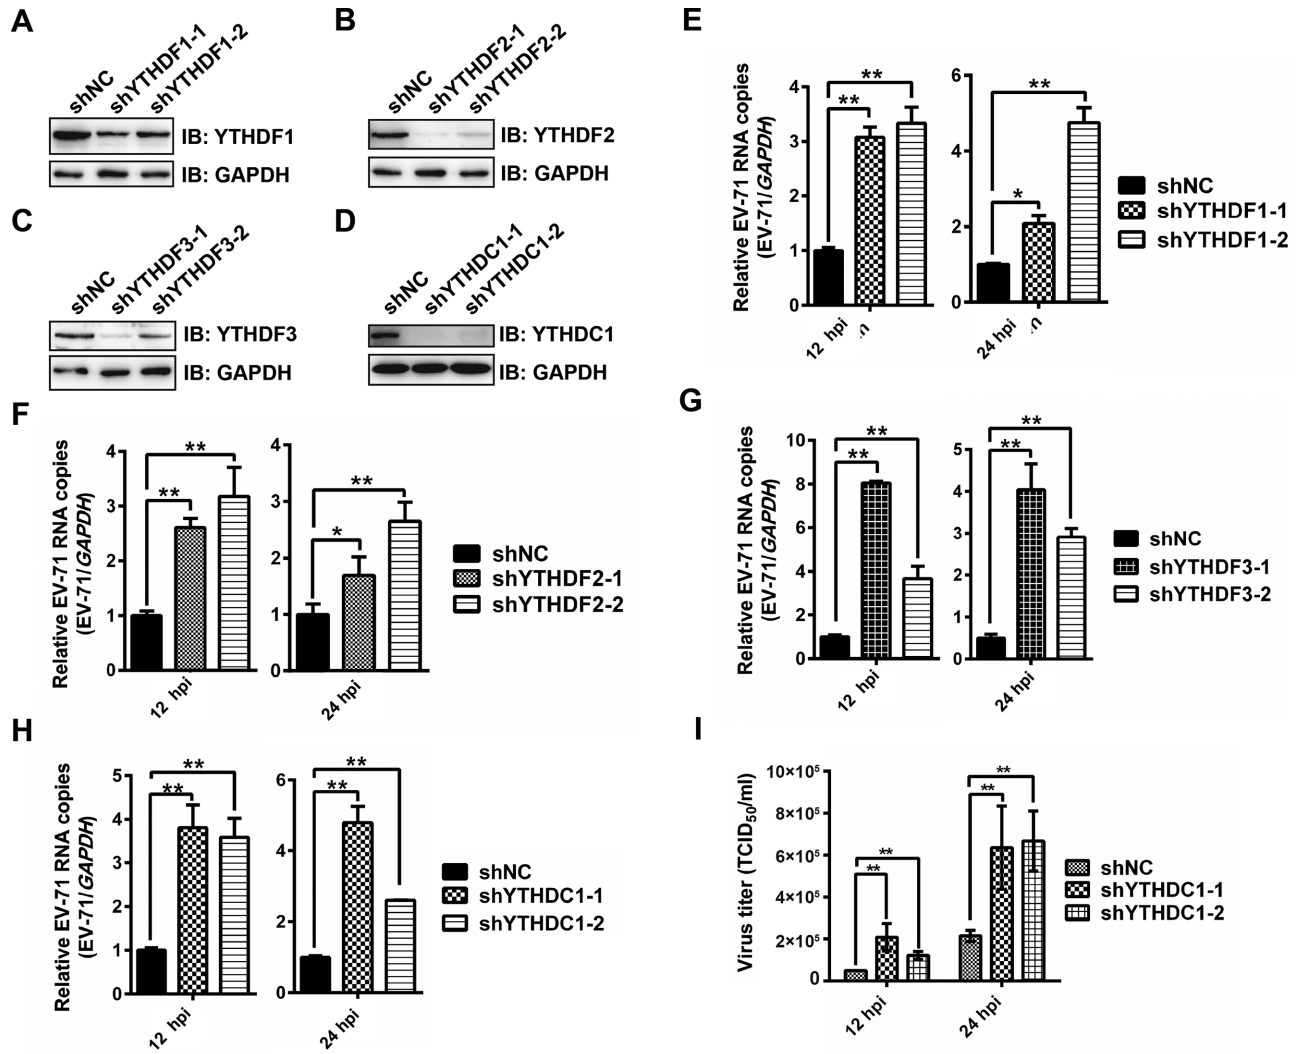 A
shNC
shYTHDF1-1
shYTHDF1-2
IB: YTHDF1
IB: GAPDH
B
shNC
shYTHDF2-1
shYTHDF2-2
IB: YTHDF2
IB: GAPDH
C
shNC
shYTHDF3-1
shYTHDF3-2
IB: YTHDF3
IB: GAPDH
D
shNC
shYTHDC1-1
shYTHDC1-2
IB: YTHDC1
IB: GAPDH
E
Relative EV-71 RNA copies
(EV-71/GAPDH)
4
3
2
1
0
**
**
12 hpi
6
4
2
0
**
*
24 hpi
shNC
shYTHDF1-1
shYTHDF1-2
F
Relative EV-71 RNA copies
(EV-71/GAPDH)
4
3
2
1
0
**
**
12 hpi
4
3
2
1
0
**
*
24 hpi
shNC
shYTHDF2-1
shYTHDF2-2
G
Relative EV-71 RNA copies
(EV-71/GAPDH)
10
8
6
4
2
0
**
**
12 hpi
5
4
3
2
1
0
**
**
24 hpi
shNC
shYTHDF3-1
shYTHDF3-2
H
Relative EV-71 RNA copies
(EV-71/GAPDH)
5
4
3
2
1
0
**
**
12 hpi
6
4
2
0
**
**
24 hpi
shNC
shYTHDC1-1
shYTHDC1-2
I
Virus titer (TCID50/ml)
10×10⁵
8×10⁵
6×10⁵
4×10⁵
2×10⁵
0
**
**
12 hpi
**
**
24 hpi
shNC
shYTHDC1-1
shYTHDC1-2